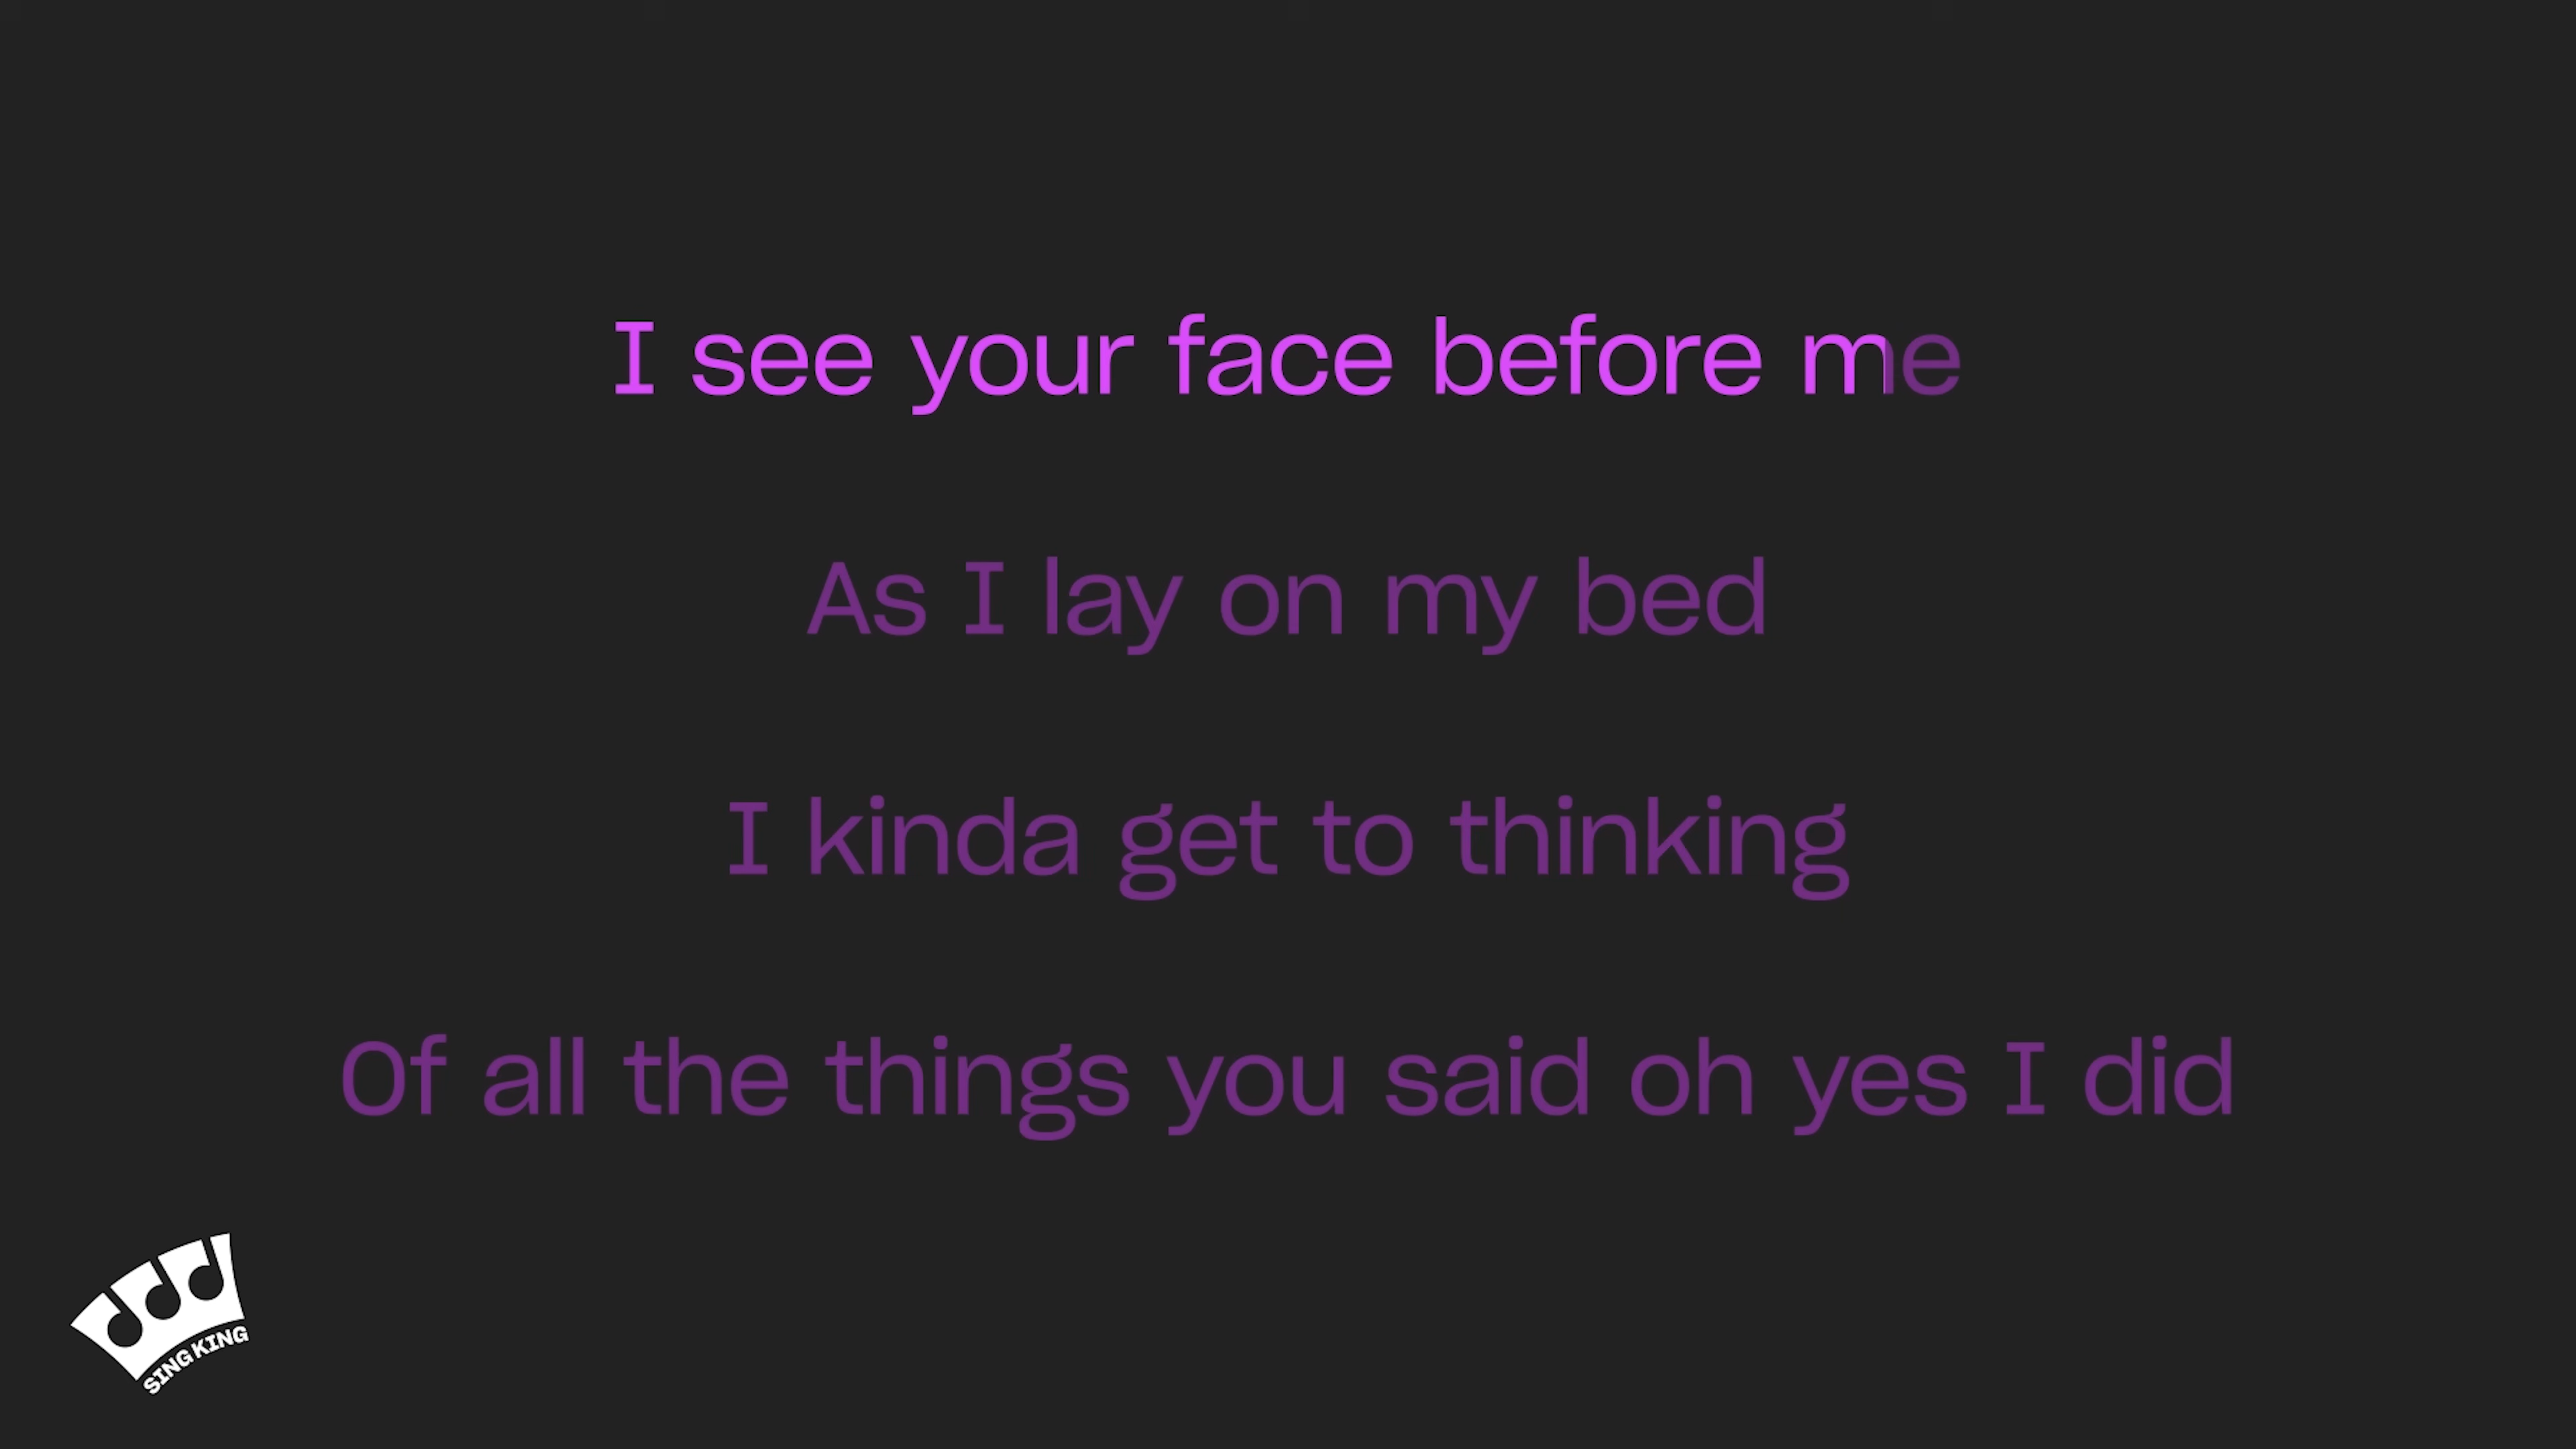 I see your face before me
As I lay on my bed
I kinda get to thinking
Of all the things you said oh yes I did
SING KING